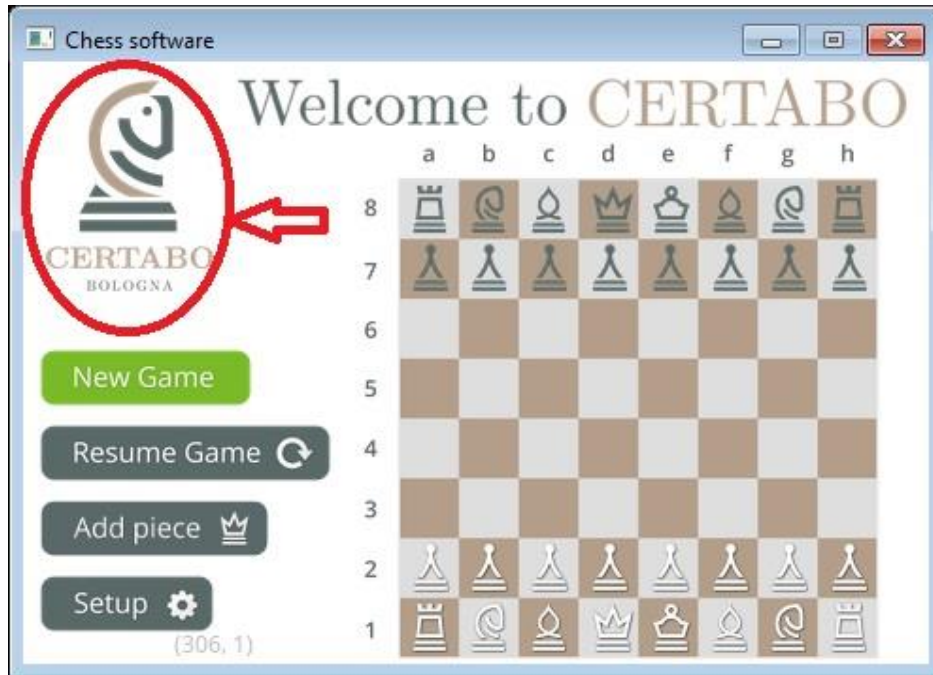 Chess software
Welcome to CERTABO
CERTABO
BOLOGNA
a b c d e f g h
8
7
6
5
4
3
2
1
New Game
Resume Game
Add piece
Setup
(306, 1)